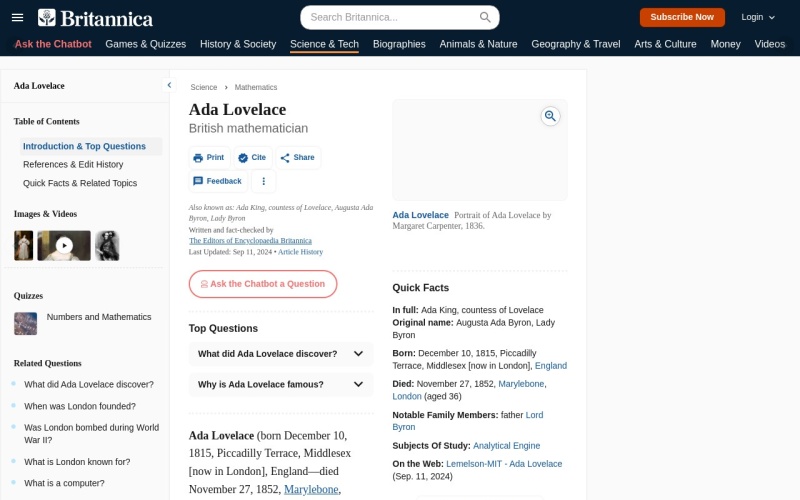 Britannica
Search Britannica...
Subscribe Now
Login
Ask the Chatbot Games & Quizzes History & Society Science & Tech Biographies Animals & Nature Geography & Travel Arts & Culture Money Videos
Ada Lovelace
Table of Contents
Introduction & Top Questions
References & Edit History
Quick Facts & Related Topics
Images & Videos
Quizzes
Numbers and Mathematics
Related Questions
What did Ada Lovelace discover?
When was London founded?
Was London bombed during World
War II?
What is London known for?
What is a computer?
Science › Mathematics
Ada Lovelace
British mathematician
Print Cite Share
Feedback
Also known as: Ada King, countess of Lovelace, Augusta Ada
Byron, Lady Byron
Written and fact-checked by
The Editors of Encyclopaedia Britannica
Last Updated: Sep 11, 2024 • Article History
Ask the Chatbot a Question
Top Questions
What did Ada Lovelace discover?
Why is Ada Lovelace famous?
Ada Lovelace (born December 10,
1815, Piccadilly Terrace, Middlesex
[now in London], England—died
November 27, 1852, Marylebone,
Ada Lovelace Portrait of Ada Lovelace by
Margaret Carpenter, 1836.
Quick Facts
In full: Ada King, countess of Lovelace
Original name: Augusta Ada Byron, Lady
Byron
Born: December 10, 1815, Piccadilly
Terrace, Middlesex [now in London], England
Died: November 27, 1852, Marylebone,
London (aged 36)
Notable Family Members: father Lord
Byron
Subjects Of Study: Analytical Engine
On the Web: Lemelson-MIT - Ada Lovelace
(Sep. 11, 2024)